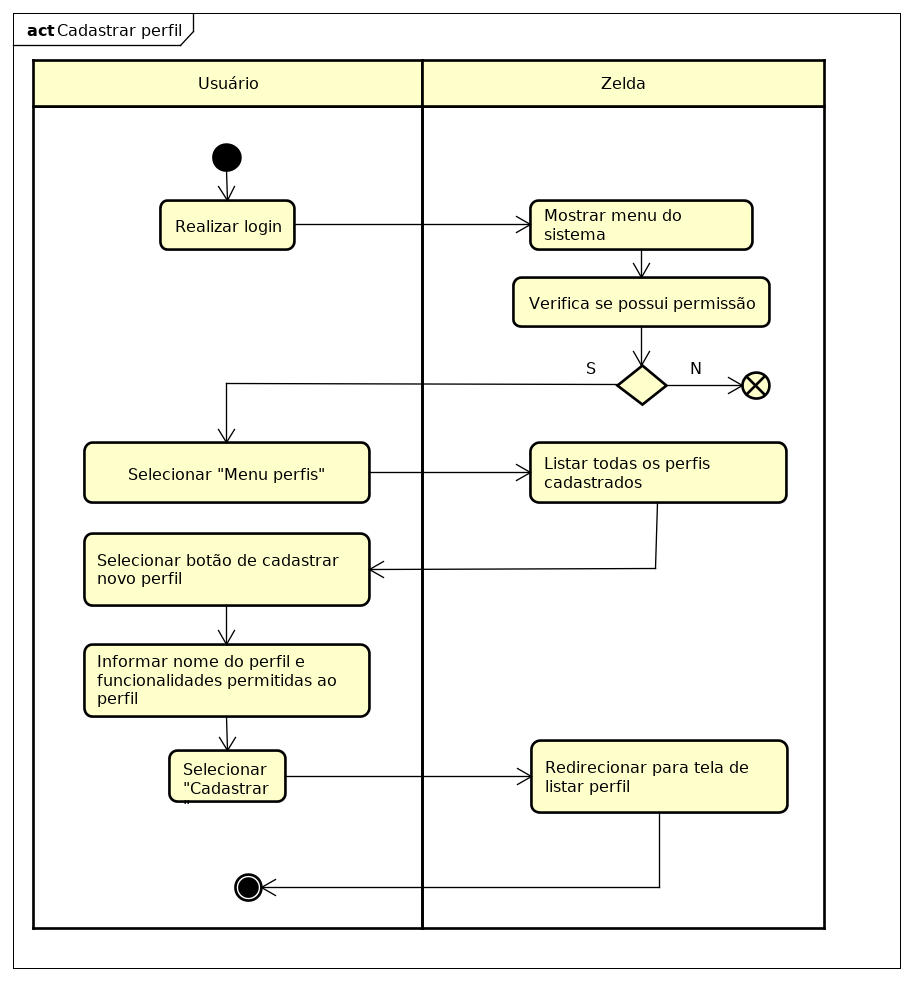 act Cadastrar perfil
Usuário
Zelda
Realizar login
Mostrar menu do
sistema
Verifica se possui permissão
S
N
Selecionar "Menu perfis"
Listar todas os perfis
cadastrados
Selecionar botão de cadastrar
novo perfil
Informar nome do perfil e
funcionalidades permitidas ao
perfil
Selecionar
"Cadastrar
"
Redirecionar para tela de
listar perfil